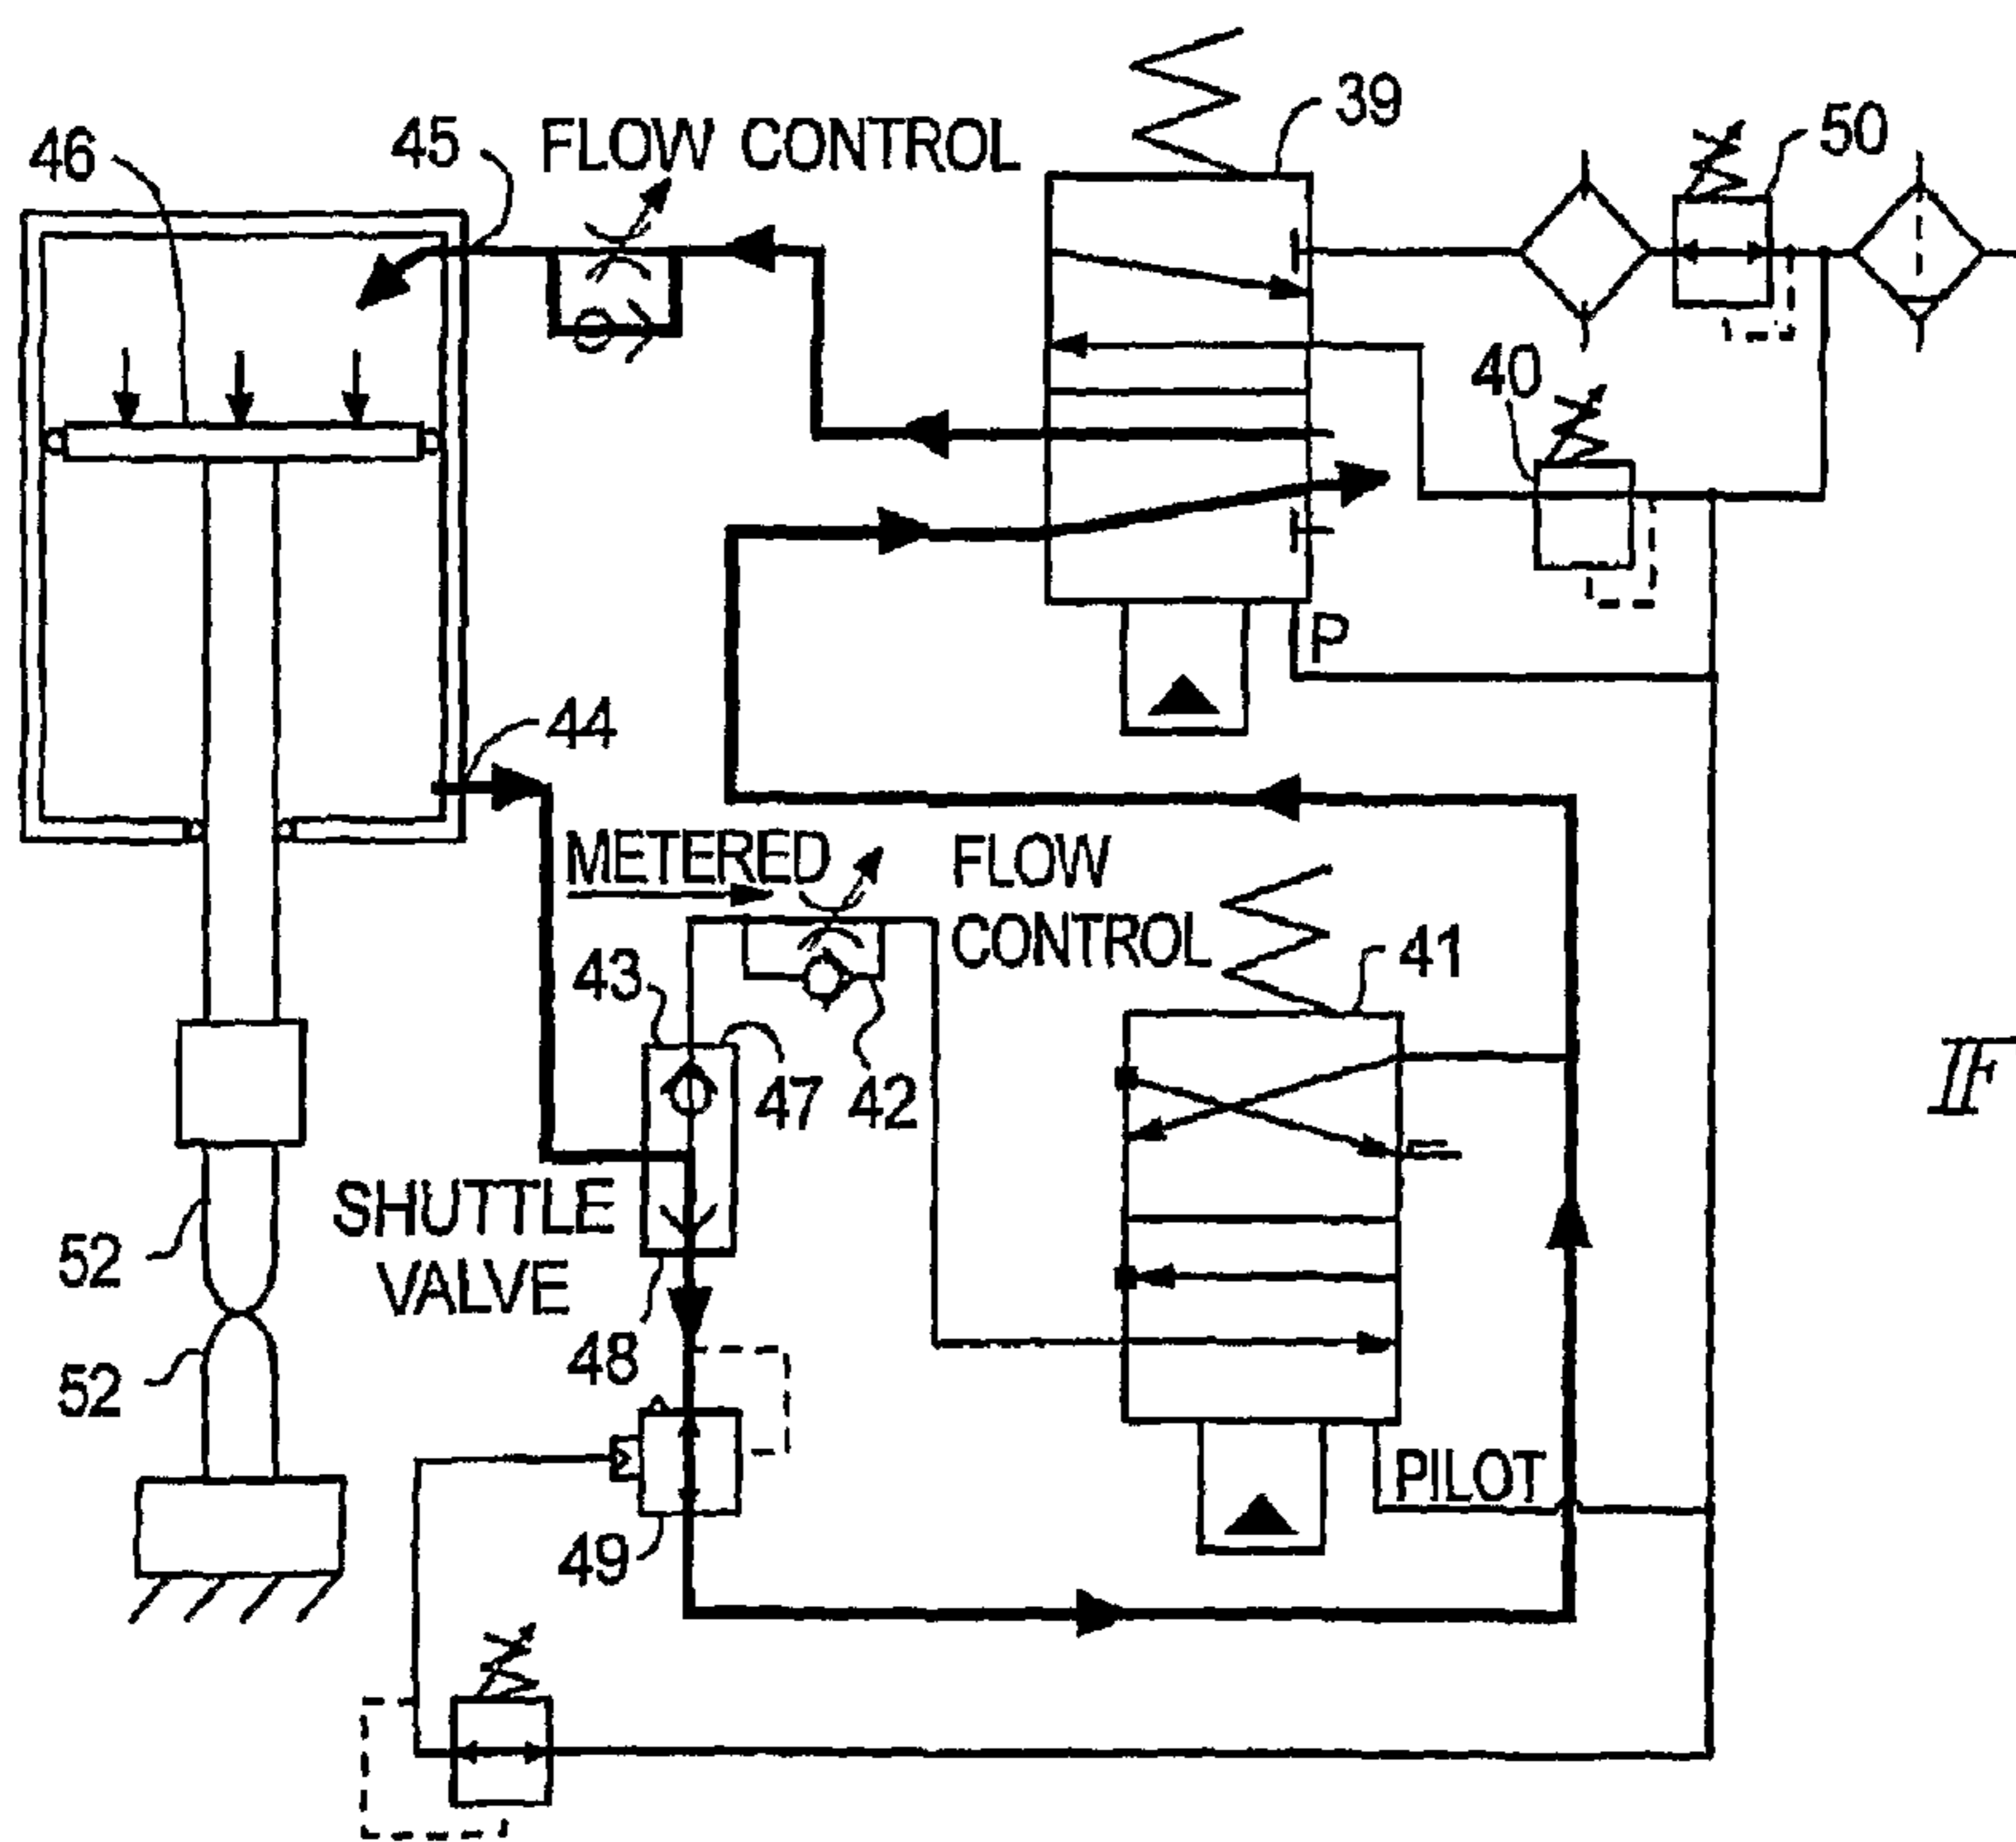 39
50
46
45
FLOW CONTROL
40
P
44
METERED
FLOW
CONTROL
43
41
47
42
SHUTTLE
VALVE
52
48
52
PILOT
49
F